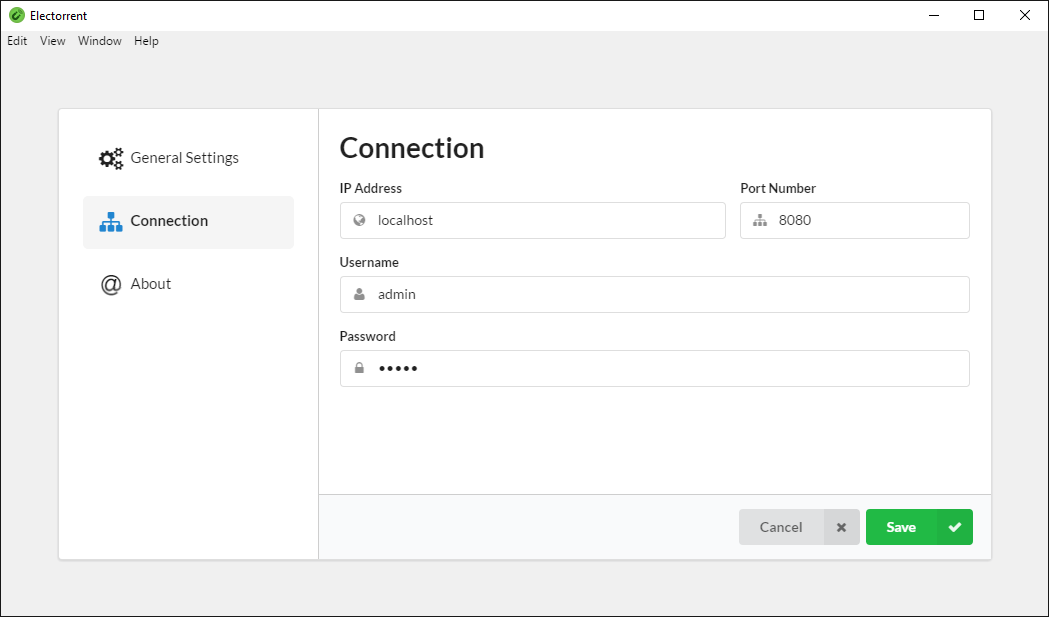 Electorrent
Edit View Window Help
General Settings
Connection
About
Connection
IP Address Port Number
localhost 8080
Username
admin
Password
•••••
Cancel Save